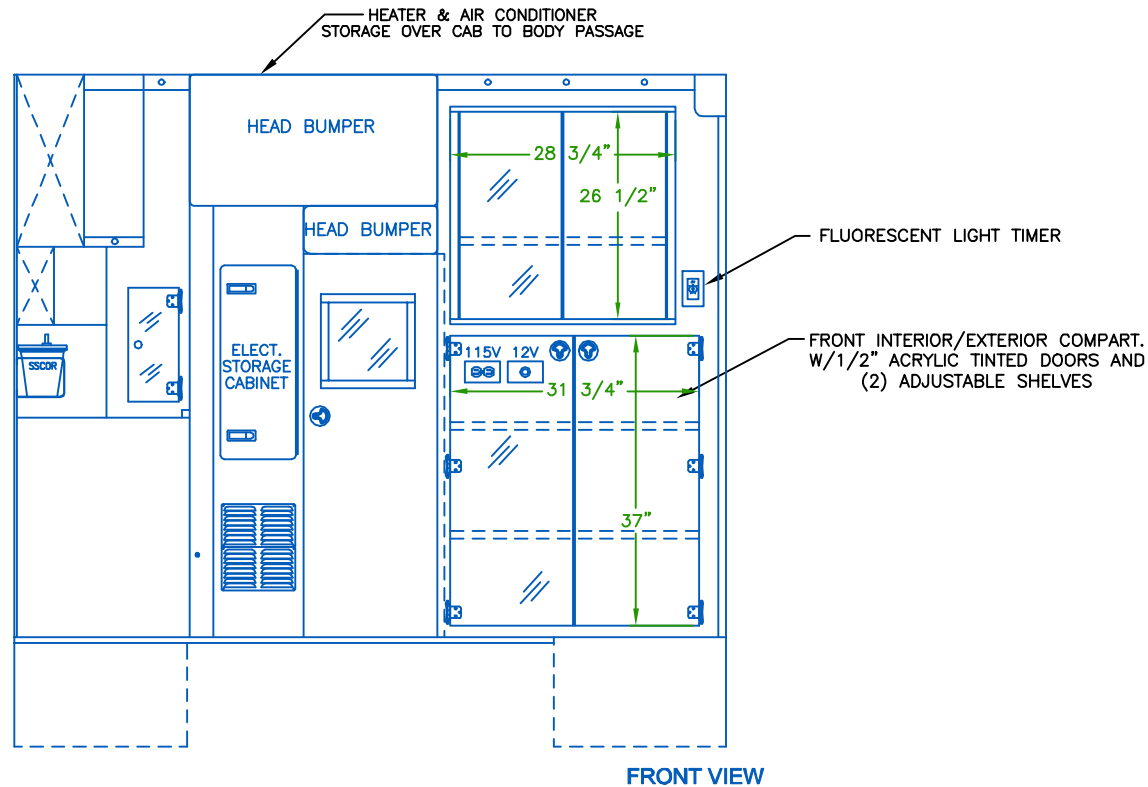 HEATER & AIR CONDITIONER
STORAGE OVER CAB TO BODY PASSAGE
HEAD BUMPER
28 3/4”
26 1/2”
HEAD BUMPER
FLUORESCENT LIGHT TIMER
FRONT INTERIOR/EXTERIOR COMPART.
W/1/2” ACRYLIC TINTED DOORS AND
(2) ADJUSTABLE SHELVES
115V 12V
ELECT.
STORAGE
CABINET
SSCOR
31 3/4”
37”
FRONT VIEW